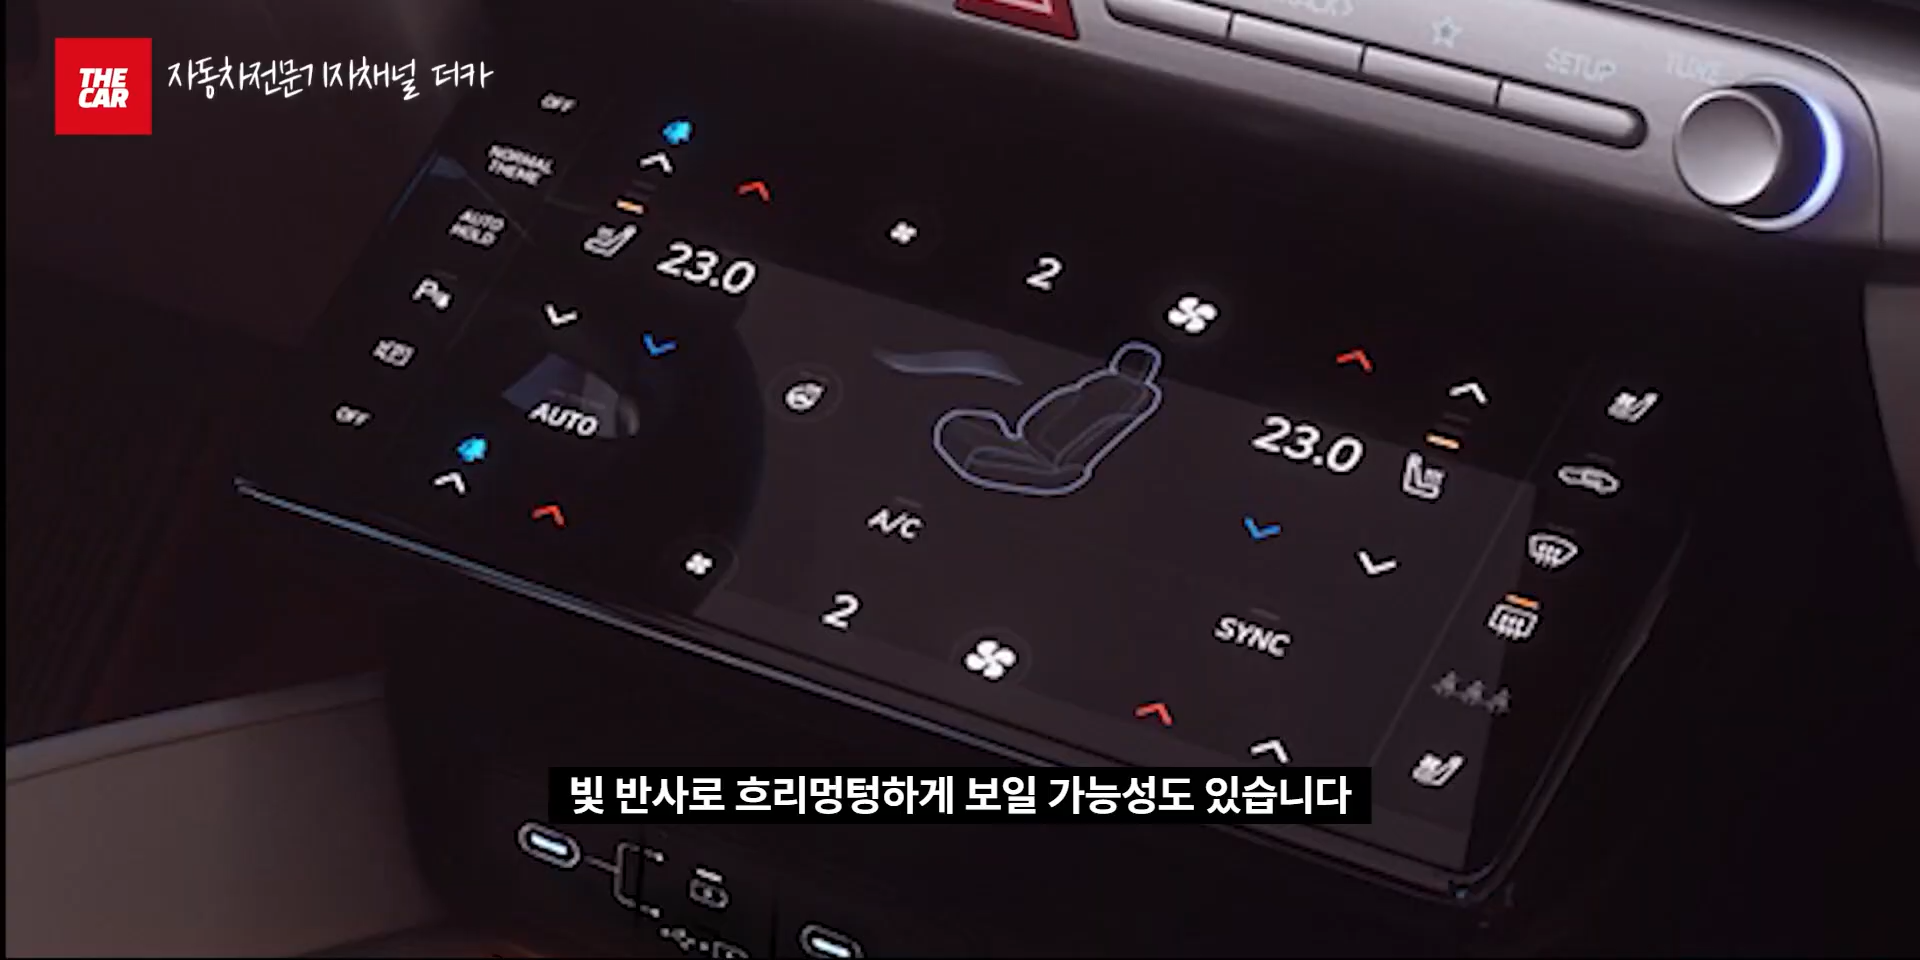 THE
CAR
자동차전문기자채널 더카
SETUP
TUNE
OFF
NORMAL
THEME
AUTO
HOLD
23.0
2
P
OFF
AUTO
23.0
A/C
2
SYNC
빛 반사로 흐리멍텅하게 보일 가능성도 있습니다